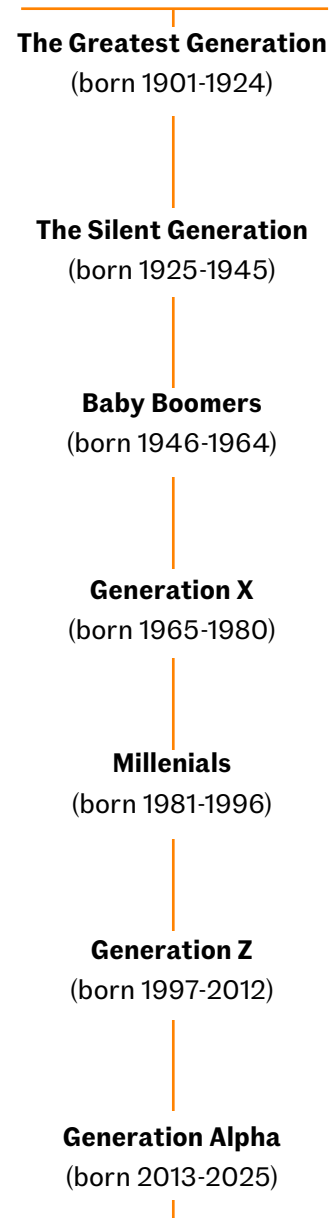 The Greatest Generation
(born 1901-1924)
The Silent Generation
(born 1925-1945)
Baby Boomers
(born 1946-1964)
Generation X
(born 1965-1980)
Millenials
(born 1981-1996)
Generation Z
(born 1997-2012)
Generation Alpha
(born 2013-2025)